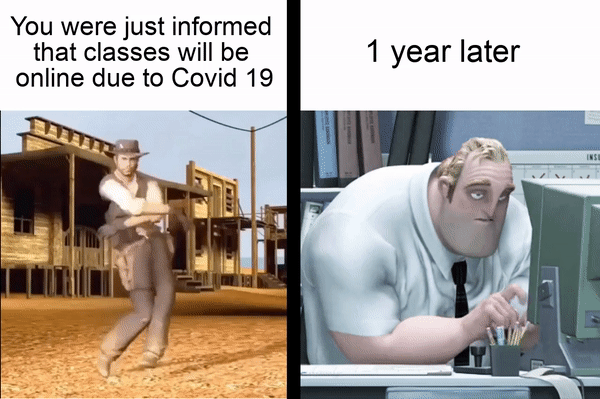 You were just informed
that classes will be
online due to Covid 19
1 year later